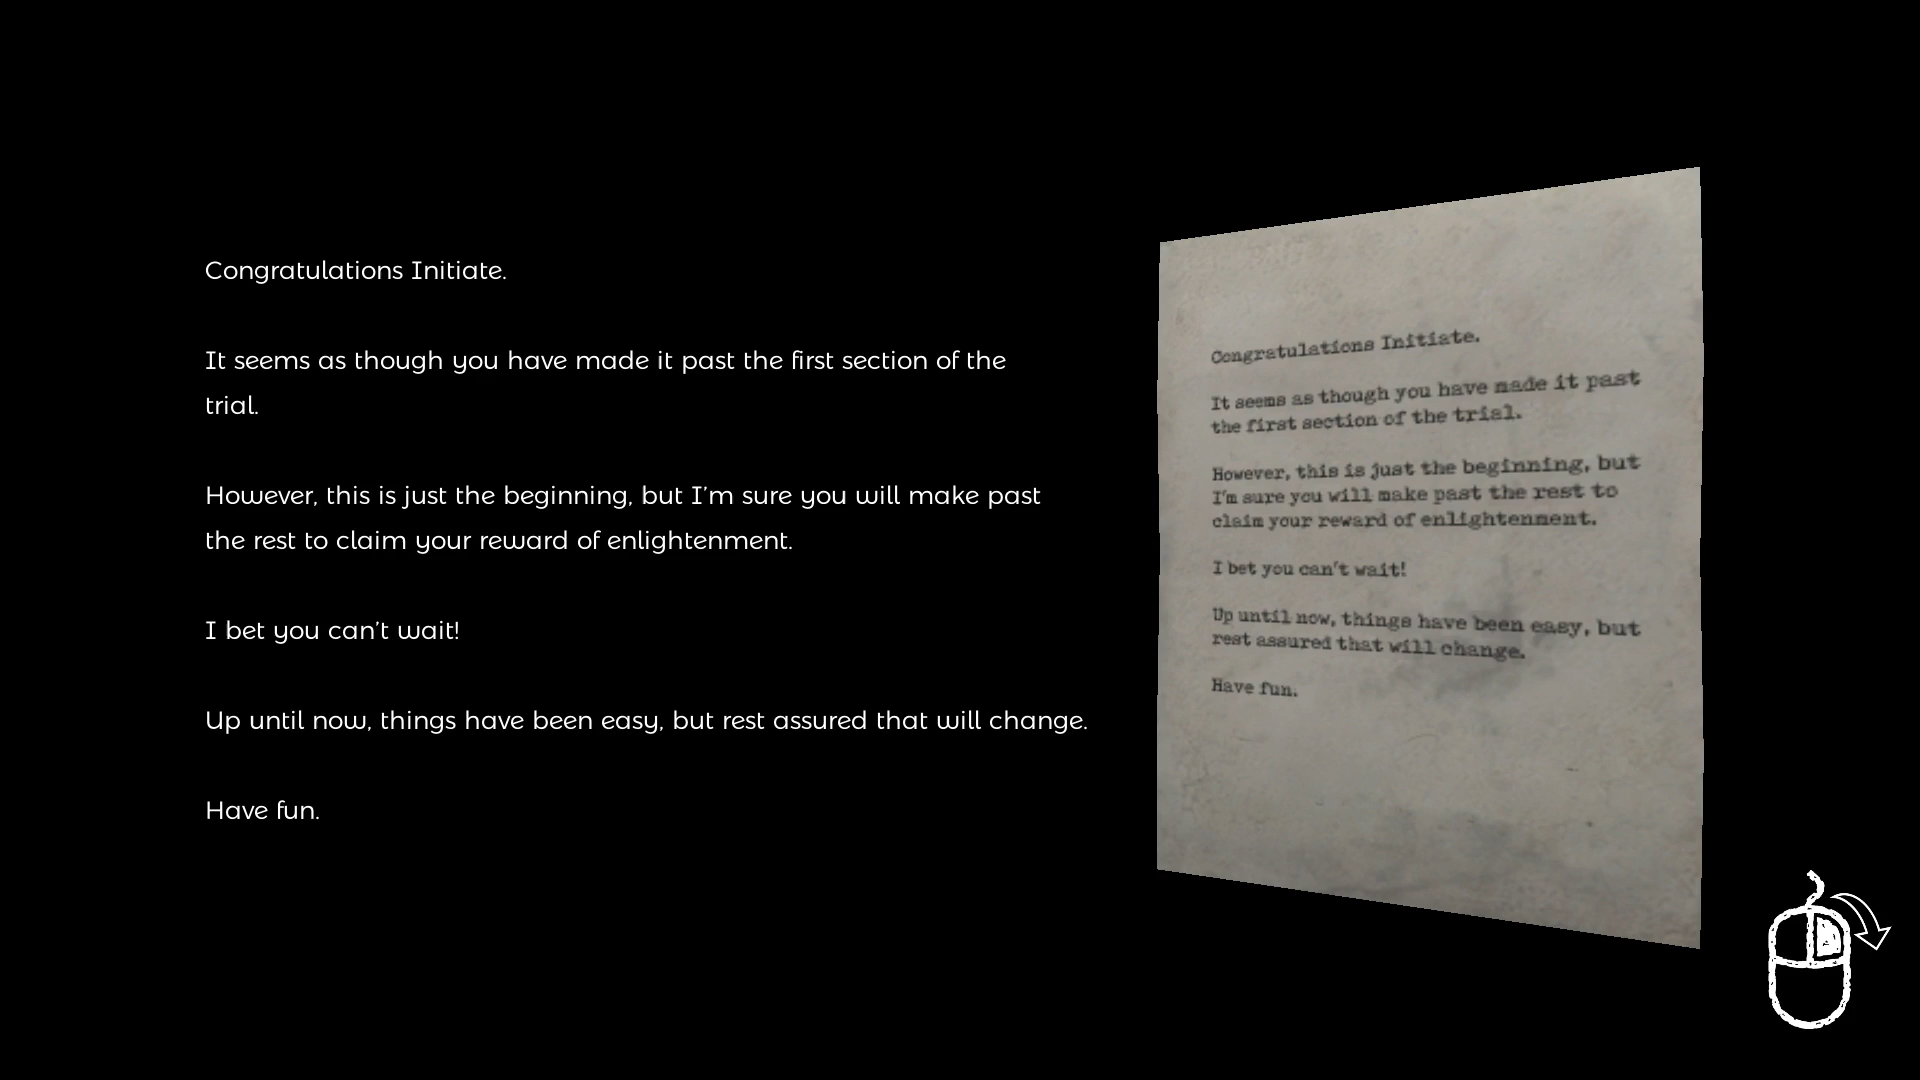 Congratulations Initiate.
It seems as though you have made it past the first section of the
trial.
However, this is just the beginning, but I'm sure you will make past
the rest to claim your reward of enlightenment.
I bet you can't wait!
Up until now, things have been easy, but rest assured that will change.
Have fun.
Congratulations Initiate.
It seems as though you have made it past
the first section of the trial.
However, this is just the beginning, but
I'm sure you will make past the rest to
claim your reward of enlightenment.
I bet you can't wait!
Up until now, things have been easy, but
rest assured that will change.
Have fun.